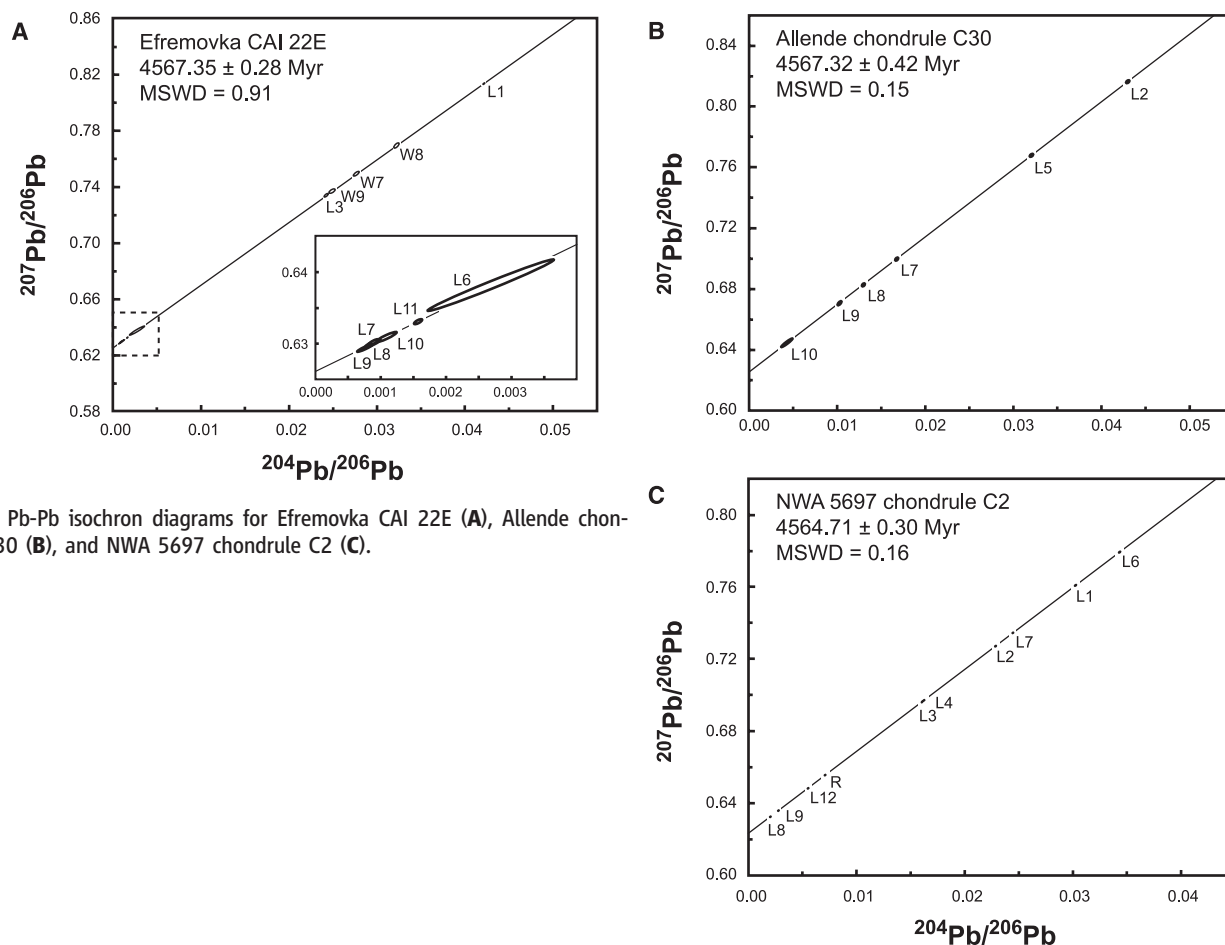 A
Efremovka CAI 22E
4567.35 ± 0.28 Myr
MSWD = 0.91
0.86
0.82
0.78
0.74
0.70
0.66
0.62
0.58
207Pb/206Pb
L1
W8
W7
W9
L3
0.64
0.63
L6
L11
L7
L10
L8
L9
0.000
0.001
0.002
0.003
0.00
0.01
0.02
0.03
0.04
0.05
204Pb/206Pb
Pb-Pb isochron diagrams for Efremovka CAI 22E (A), Allende chon-
30 (B), and NWA 5697 chondrule C2 (C).
B
Allende chondrule C30
4567.32 ± 0.42 Myr
MSWD = 0.15
0.84
0.80
0.76
0.72
0.68
0.64
0.60
207Pb/206Pb
L2
L5
L7
L8
L9
L10
0.00
0.01
0.02
0.03
0.04
0.05
C
NWA 5697 chondrule C2
4564.71 ± 0.30 Myr
MSWD = 0.16
0.80
0.76
0.72
0.68
0.64
0.60
207Pb/206Pb
L6
L1
L7
L2
L4
L3
R
L12
L9
L8
0.00
0.01
0.02
0.03
0.04
204Pb/206Pb